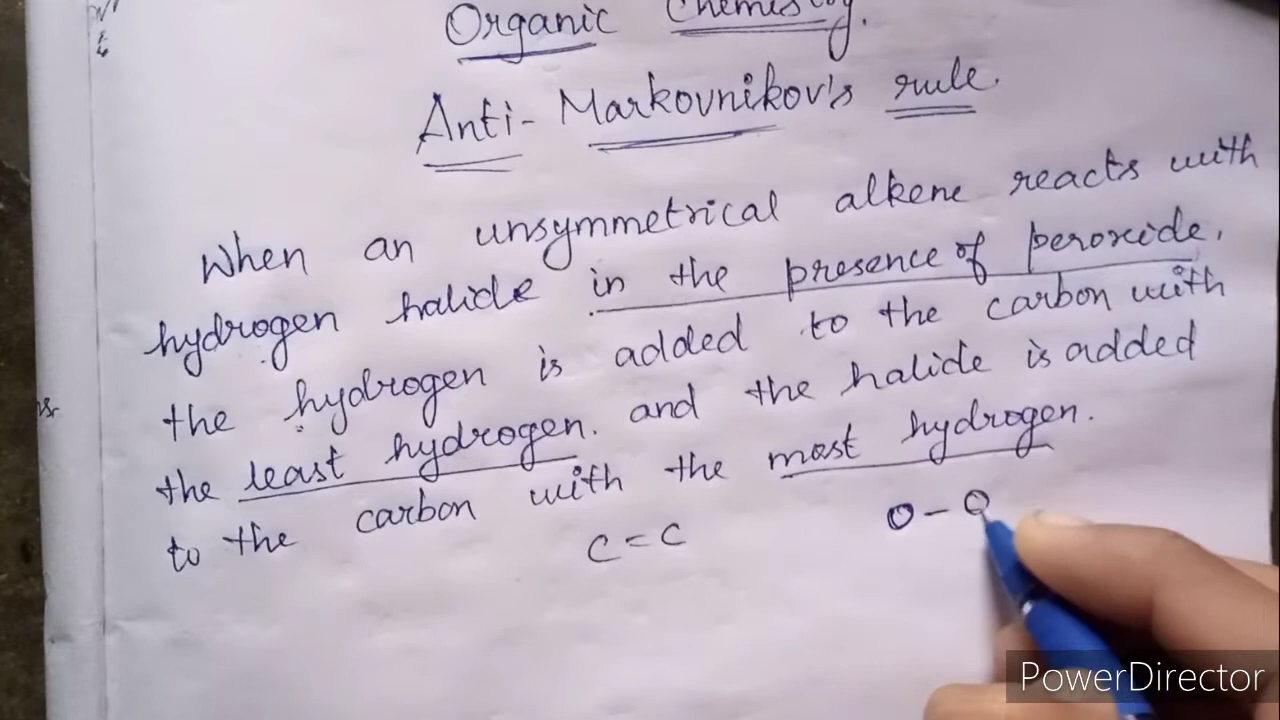 Organic Chemistry.
Anti-Markovnikov's rule.
When an unsymmetrical alkene reacts with
hydrogen halide in the presence of peroxide,
the hydrogen is added to the carbon with
the least hydrogen. and the halide is added
to the carbon with the most hydrogen.
C=C O-O
PowerDirector